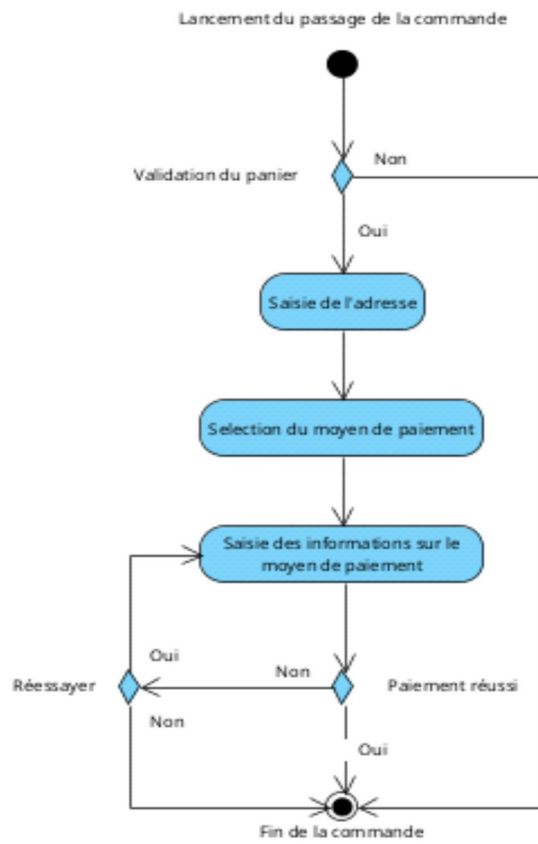 Lancement du passage de la commande
Non
Validation du panier
Oui
Saisie de l'adresse
Selection du moyen de paiement
Saisie des informations sur le
moyen de paiement
Oui
Non
Réessayer
Paiement réussi
Non
Oui
Fin de la commande